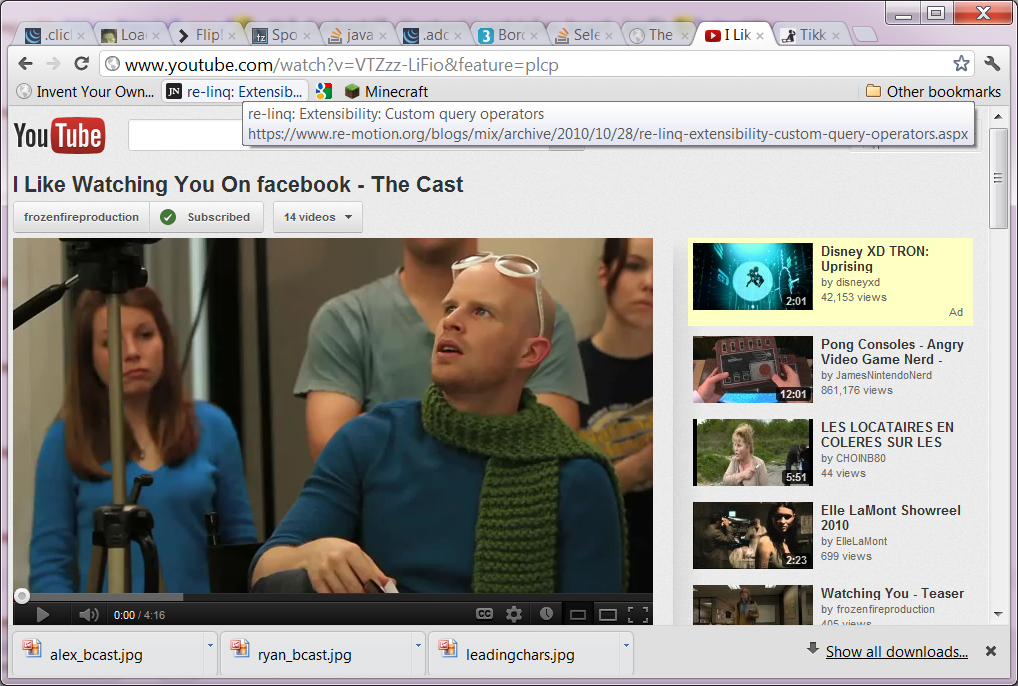 .clic
Load
Flip
Spo
java
.ado
Bord
Sele
The
I Lik
Tikk
www.youtube.com/watch?v=VTZzz-LiFio&feature=plcp
Invent Your Own...
JN re-linq: Extensib...
Minecraft
Other bookmarks
re-linq: Extensibility: Custom query operators
https://www.re-motion.org/blogs/mix/archive/2010/10/28/re-linq-extensibility-custom-query-operators.aspx
YouTube
I Like Watching You On facebook - The Cast
frozenfireproduction
Subscribed
14 videos
0:00 / 4:16
CC
Disney XD TRON:
Uprising
by disneyxd
42,153 views
Ad
2:01
Pong Consoles - Angry
Video Game Nerd -
by JamesNintendoNerd
861,176 views
12:01
LES LOCATAIRES EN
COLERES SUR LES
by CHOINB80
44 views
5:51
Elle LaMont Showreel
2010
by ElleLaMont
699 views
2:23
Watching You - Teaser
by frozenfireproduction
405 views
alex_bcast.jpg
ryan_bcast.jpg
leadingchars.jpg
Show all downloads...